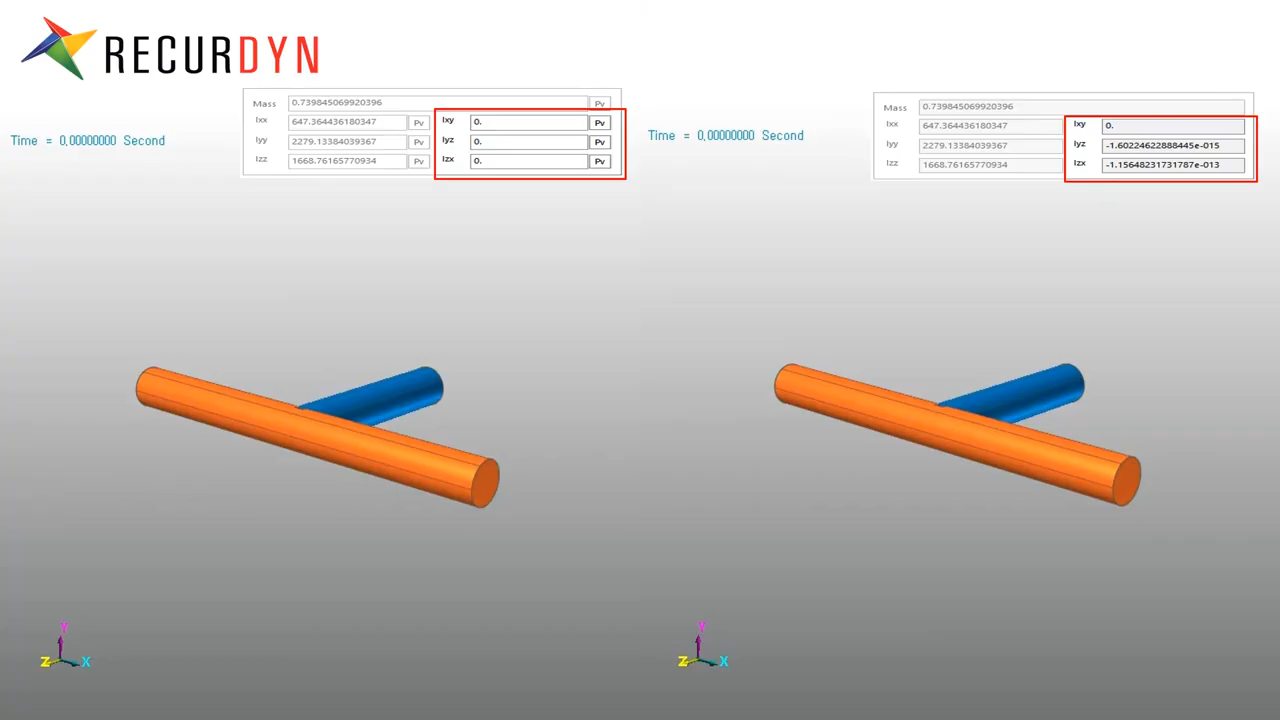 RECURDYN
Mass 0.739845069920396 Pv
Ixx 647.364436180347 Pv Ixy 0. Pv
Iyy 2279.13384039367 Pv Iyz 0. Pv
Izz 1668.76165770934 Pv Izx 0. Pv
Time = 0,00000000 Second
Mass 0.739845069920396
Ixx 647.364436180347 Ixy 0.
Iyy 2279.13384039367 Iyz -1.60224622888445e-015
Izz 1668.76165770934 Izx -1.15648231731787e-013
Time = 0,00000000 Second
Y
Z X
Y
Z X